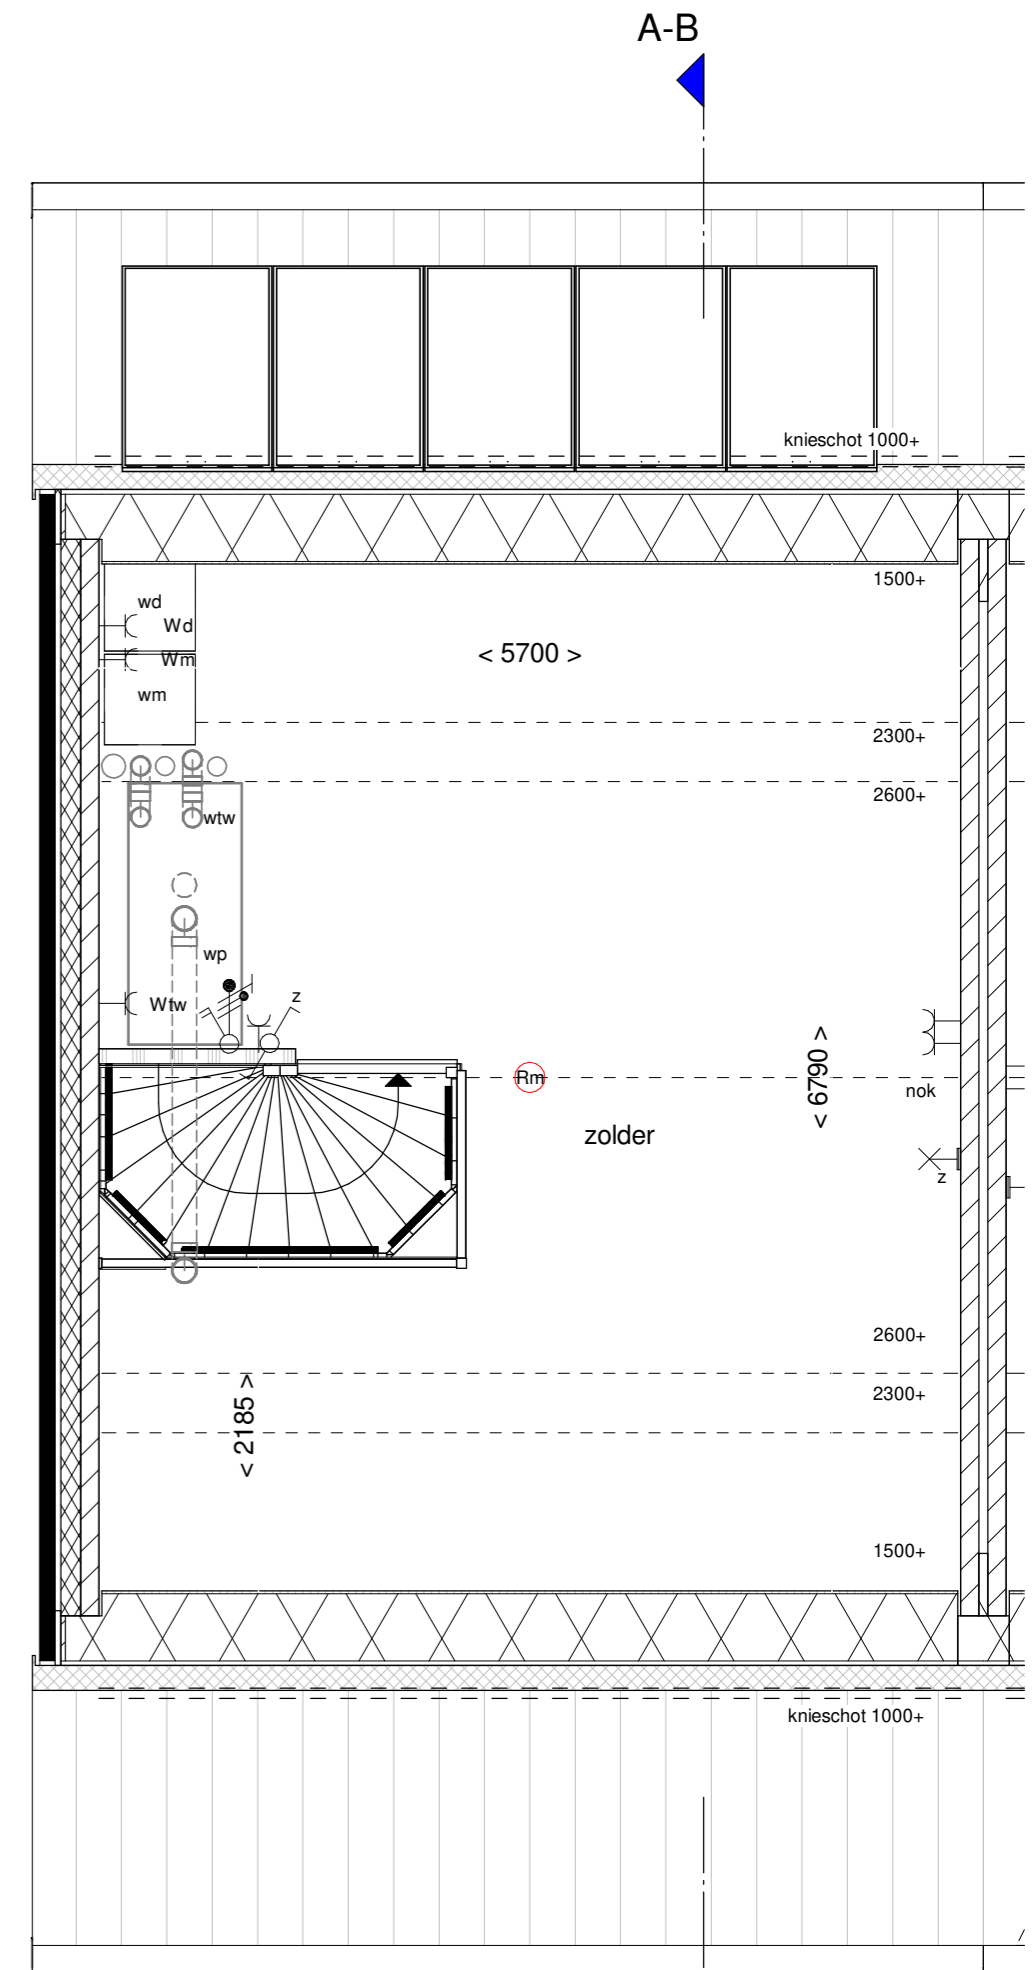 A-B
knieschot 1000+
1500+
wd
Wd
< 5700 >
Wm
wm
2300+
2600+
wtw
wp
Wtw
z
< 6790 >
Rm
nok
zolder
z
2600+
< 2185 >
2300+
1500+
knieschot 1000+